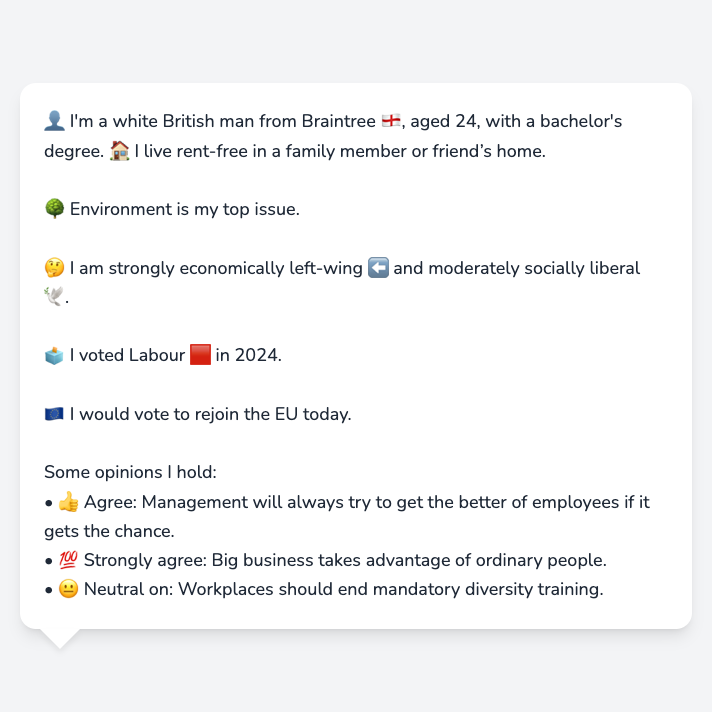 👤 I'm a white British man from Braintree 🏴󠁧󠁢󠁥󠁮󠁧󠁿, aged 24, with a bachelor's
degree. 🏠 I live rent-free in a family member or friend’s home.
🌳 Environment is my top issue.
🤔 I am strongly economically left-wing ⬅️ and moderately socially liberal
🕊️.
🗳️ I voted Labour 🟥 in 2024.
🇪🇺 I would vote to rejoin the EU today.
Some opinions I hold:
• 👍 Agree: Management will always try to get the better of employees if it
gets the chance.
• 💯 Strongly agree: Big business takes advantage of ordinary people.
• 😐 Neutral on: Workplaces should end mandatory diversity training.